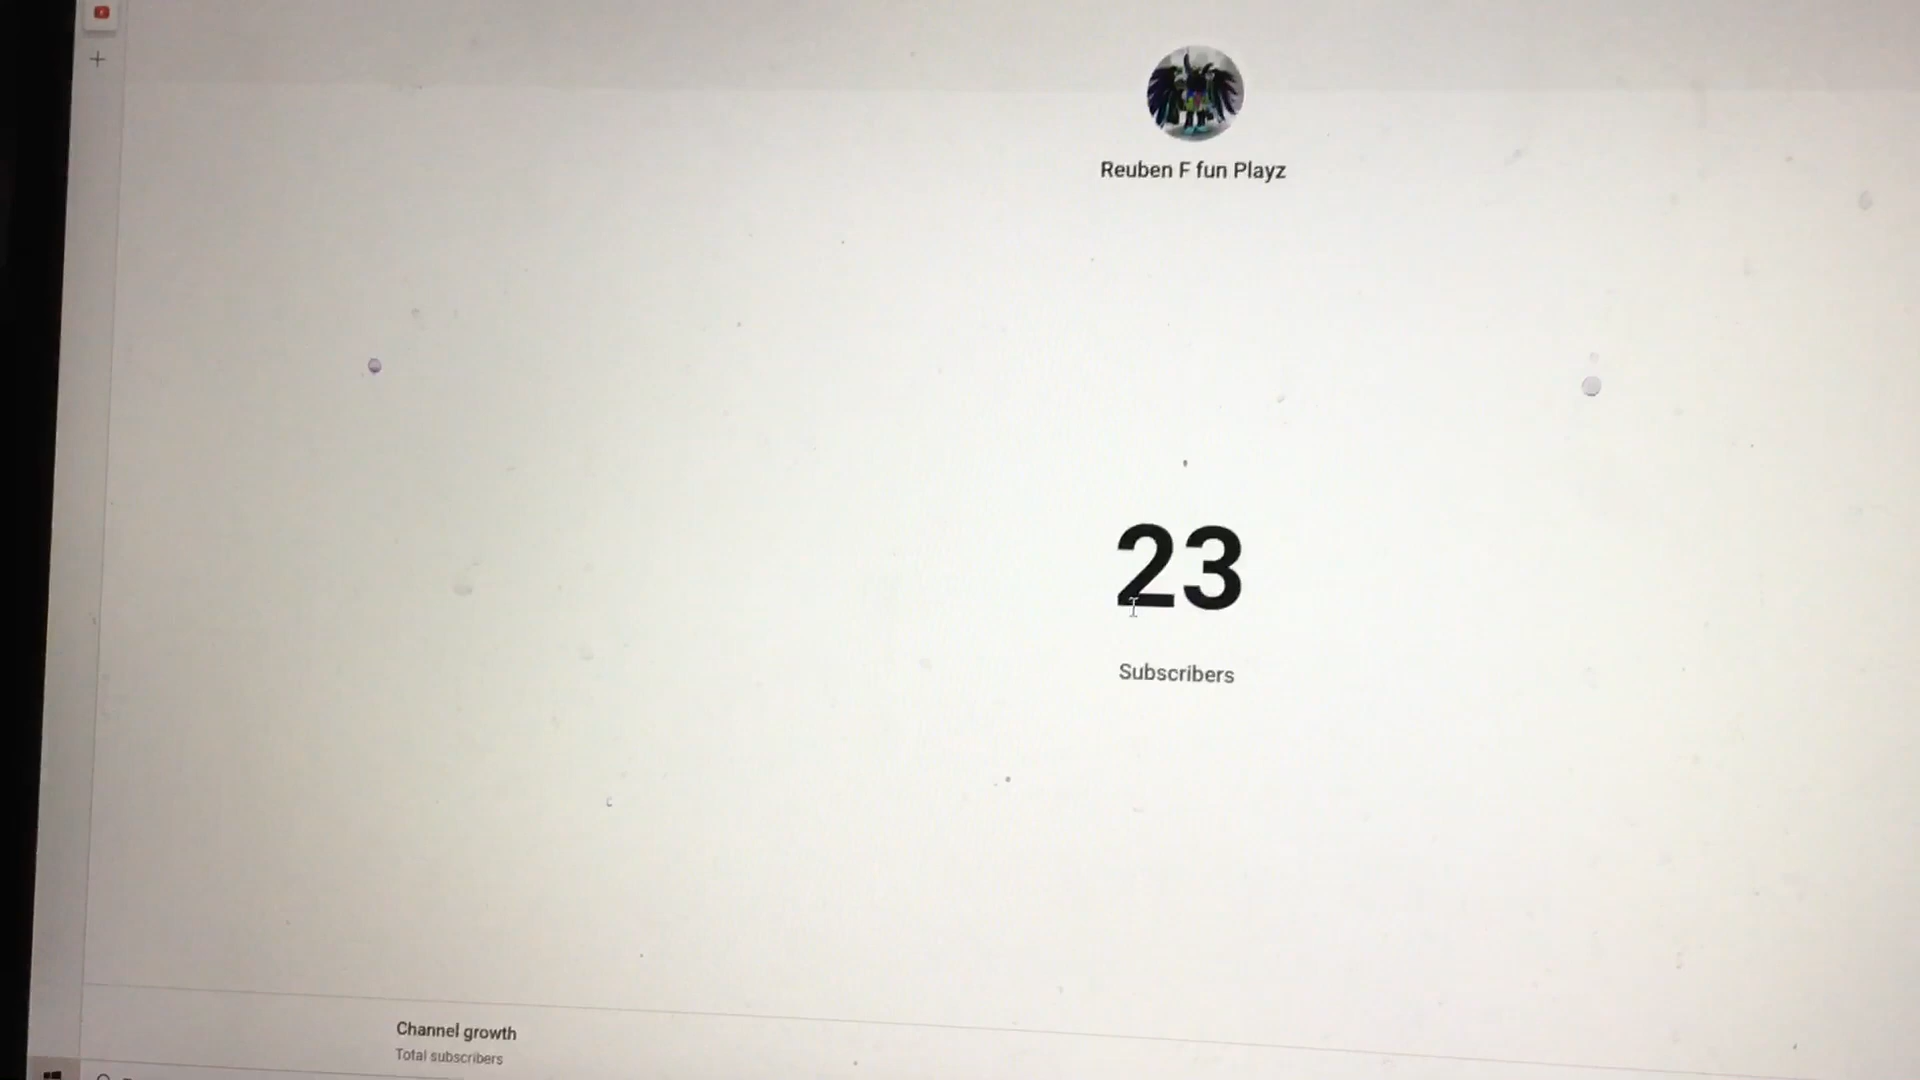 Reuben F fun Playz
23
Subscribers
Channel growth
Total subscribers